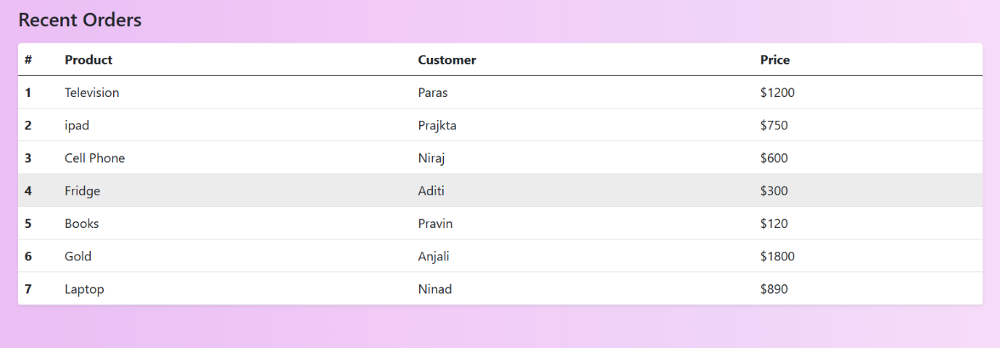 Recent Orders
# Product Customer Price
1 Television Paras $1200
2 ipad Prajkta $750
3 Cell Phone Niraj $600
4 Fridge Aditi $300
5 Books Pravin $120
6 Gold Anjali $1800
7 Laptop Ninad $890